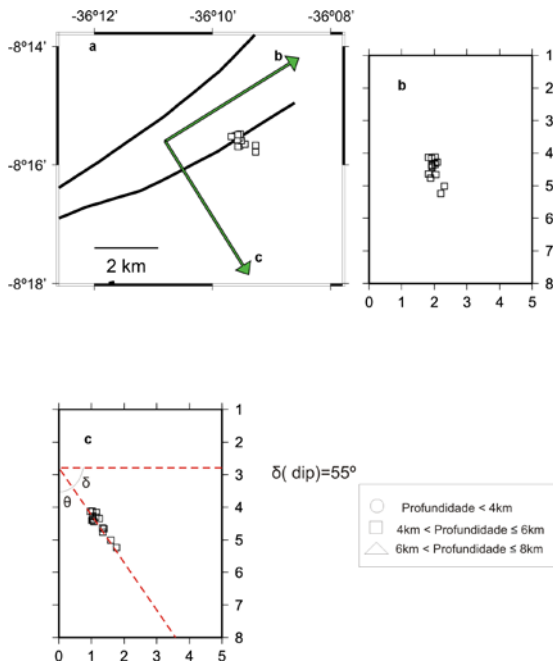 -36°12' -36°10' -36°08'
-8°14'
-8°16'
-8°18'
a
b
c
2 km
b
1
2
3
4
5
6
7
8
0 1 2 3 4 5
c
1
2
3
4
5
6
7
8
0 1 2 3 4 5
δ
θ
δ( dip)=55º
Profundidade < 4km
4km < Profundidade ≤ 6km
6km < Profundidade ≤ 8km